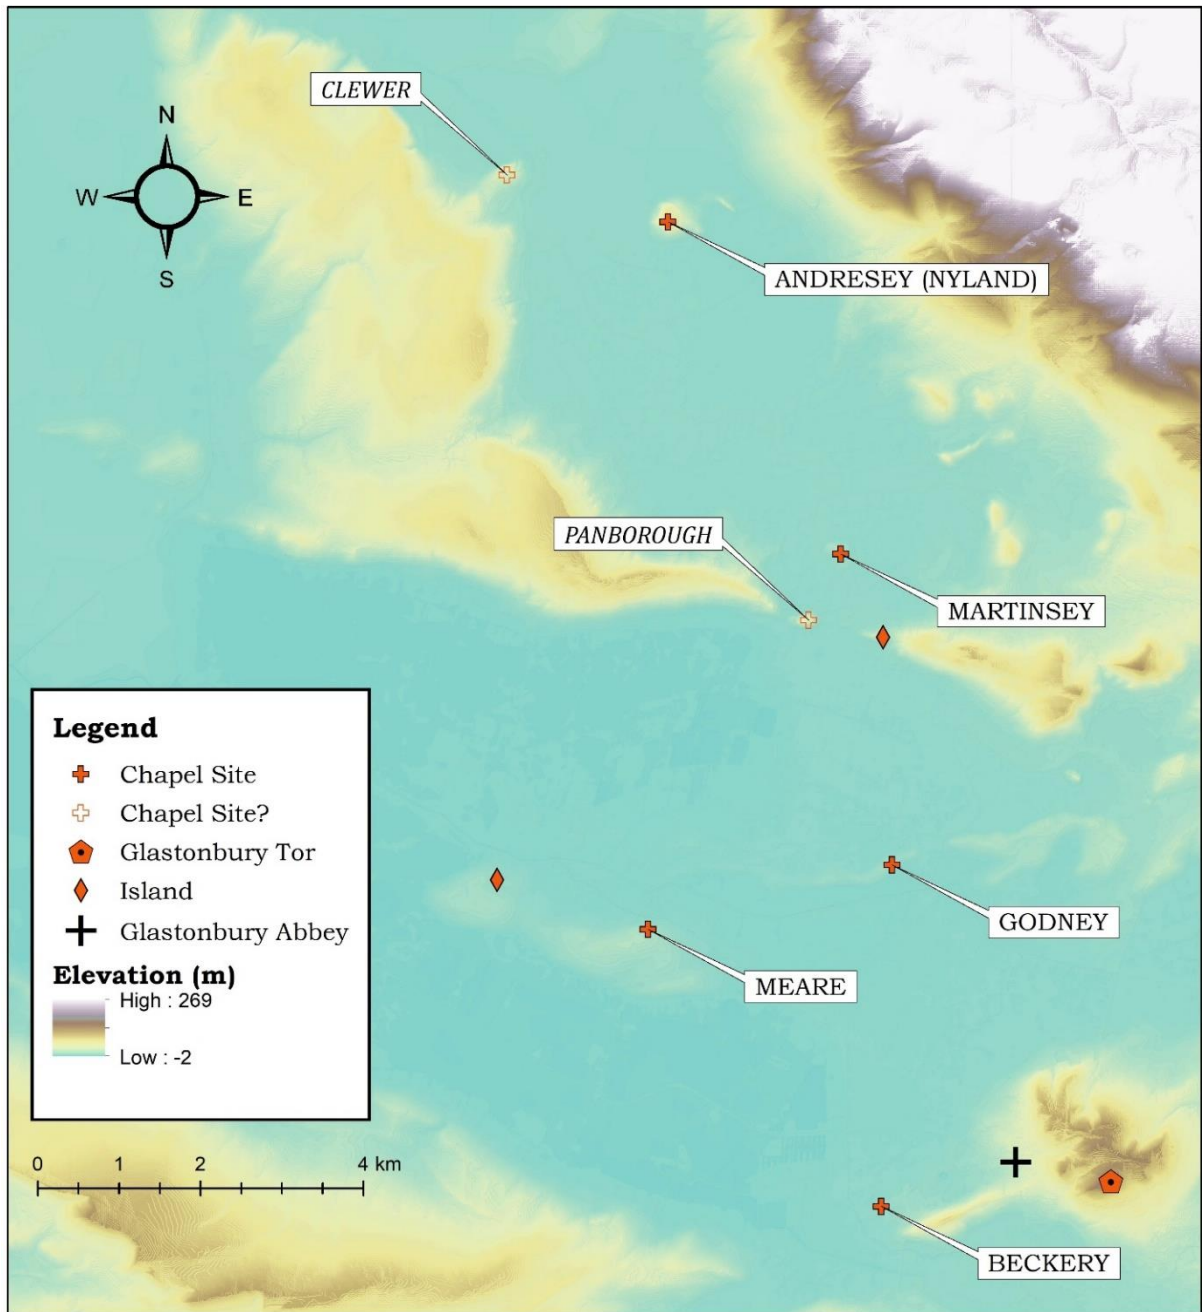 CLEWER
N
W
E
S
ANDRESEY (NYLAND)
PANBOROUGH
MARTINSEY
Legend
Chapel Site
Chapel Site?
Glastonbury Tor
Island
Glastonbury Abbey
Elevation (m)
High : 269
Low : -2
GODNEY
MEARE
0 1 2 4 km
BECKERY